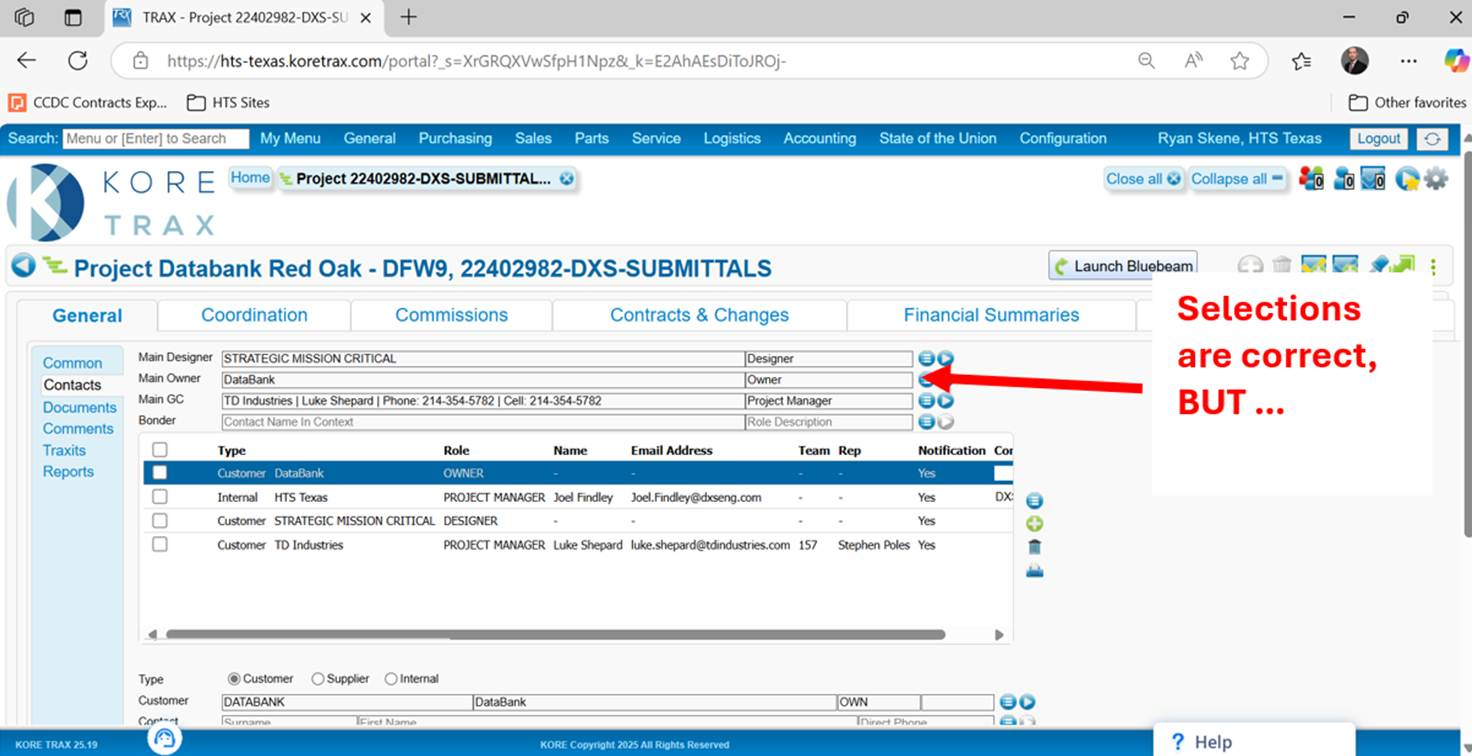 TRAX - Project 22402982-DXS-SU
https://hts-texas.koretrax.com/portal?_s=XrGRQXVwSfpH1Npz&_k=E2AhAEsDiToJROj-
CCDC Contracts Exp... HTS Sites Other favorites
Search: Menu or [Enter] to Search My Menu General Purchasing Sales Parts Service Logistics Accounting State of the Union Configuration Ryan Skene, HTS Texas Logout
KORE
TRAX
Home Project 22402982-DXS-SUBMITTAL... Close all Collapse all 0 0 0
Project Databank Red Oak - DFW9, 22402982-DXS-SUBMITTALS Launch Bluebeam
General Coordination Commissions Contracts & Changes Financial Summaries
Selections
are correct,
BUT ...
Common
Contacts
Documents
Comments
Traxits
Reports
Main Designer STRATEGIC MISSION CRITICAL Designer
Main Owner DataBank Owner
Main GC TD Industries | Luke Shepard | Phone: 214-354-5782 | Cell: 214-354-5782 Project Manager
Bonder Contact Name In Context Role Description
Type Role Name Email Address Team Rep Notification Cor
Customer DataBank OWNER - - - - Yes
Internal HTS Texas PROJECT MANAGER Joel Findley Joel.Findley@dxseng.com - - Yes DXS
Customer STRATEGIC MISSION CRITICAL DESIGNER - - - - Yes
Customer TD Industries PROJECT MANAGER Luke Shepard luke.shepard@tdindustries.com 157 Stephen Poles Yes
Type Customer Supplier Internal
Customer DATABANK DataBank OWN
Contact Surname First Name Direct Phone
KORE TRAX 25.19 KORE Copyright 2025 All Rights Reserved ? Help